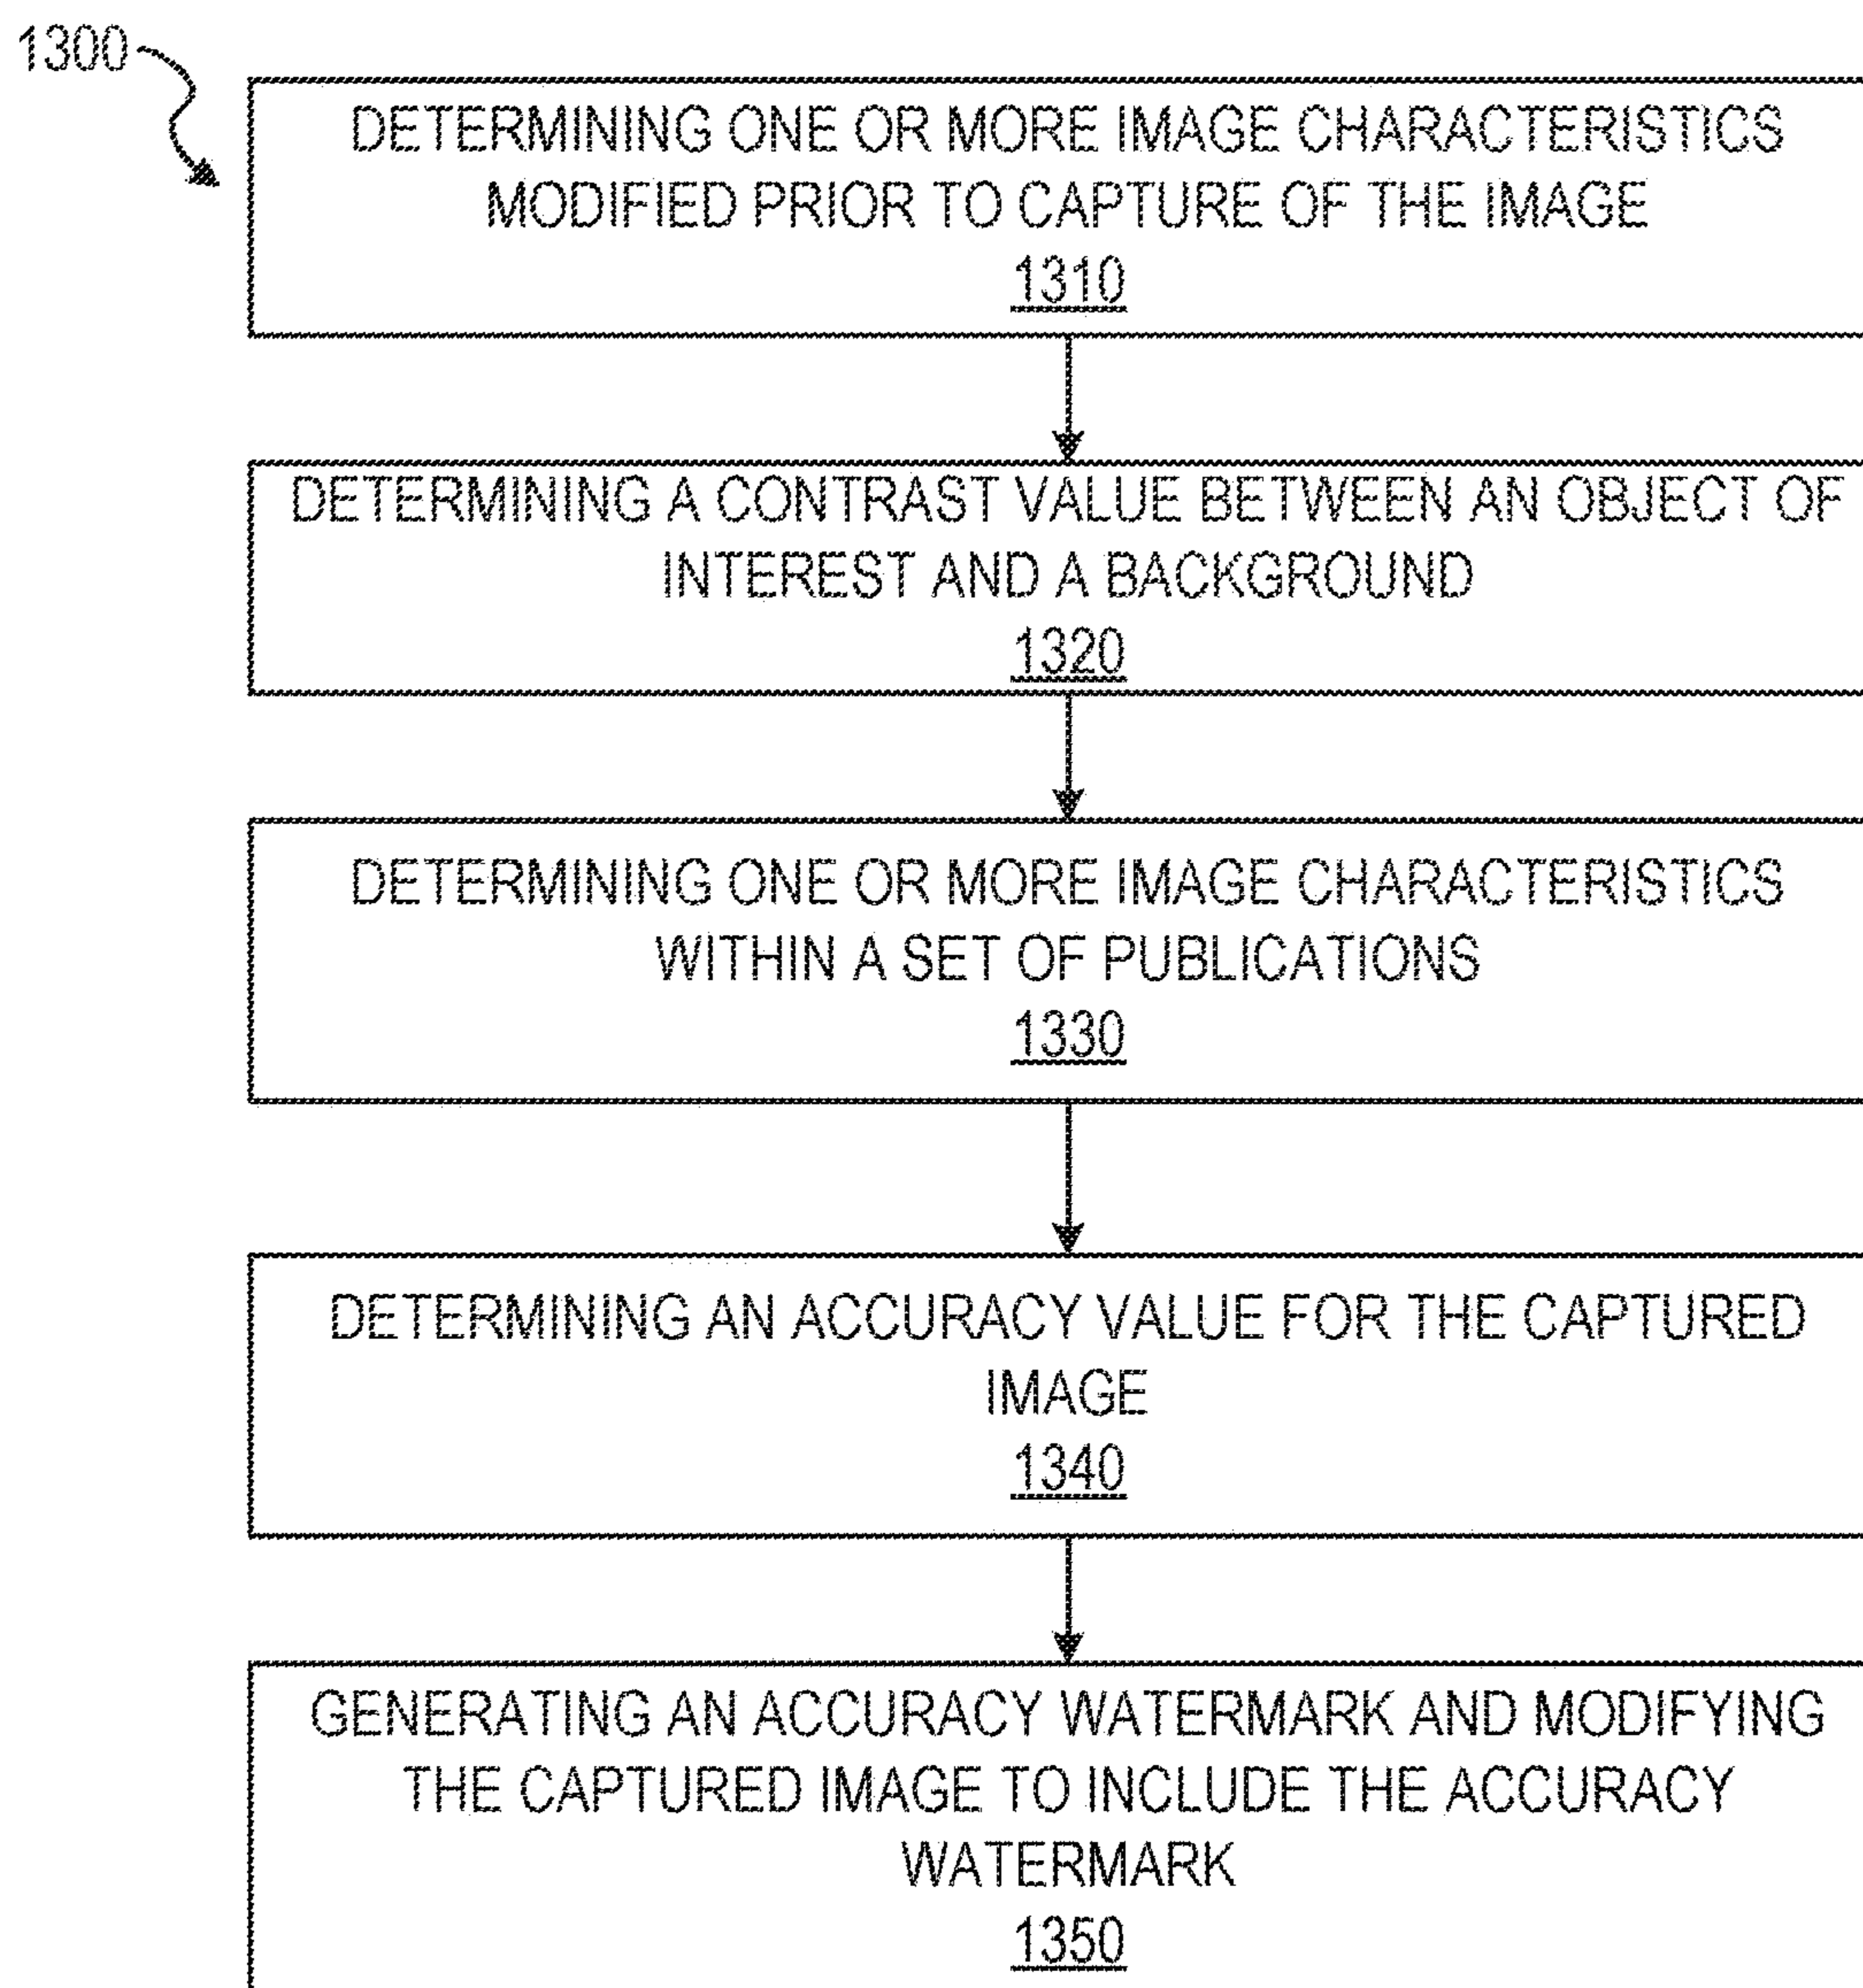 1300
DETERMINING ONE OR MORE IMAGE CHARACTERISTICS
MODIFIED PRIOR TO CAPTURE OF THE IMAGE
1310
DETERMINING A CONTRAST VALUE BETWEEN AN OBJECT OF
INTEREST AND A BACKGROUND
1320
DETERMINING ONE OR MORE IMAGE CHARACTERISTICS
WITHIN A SET OF PUBLICATIONS
1330
DETERMINING AN ACCURACY VALUE FOR THE CAPTURED
IMAGE
1340
GENERATING AN ACCURACY WATERMARK AND MODIFYING
THE CAPTURED IMAGE TO INCLUDE THE ACCURACY
WATERMARK
1350